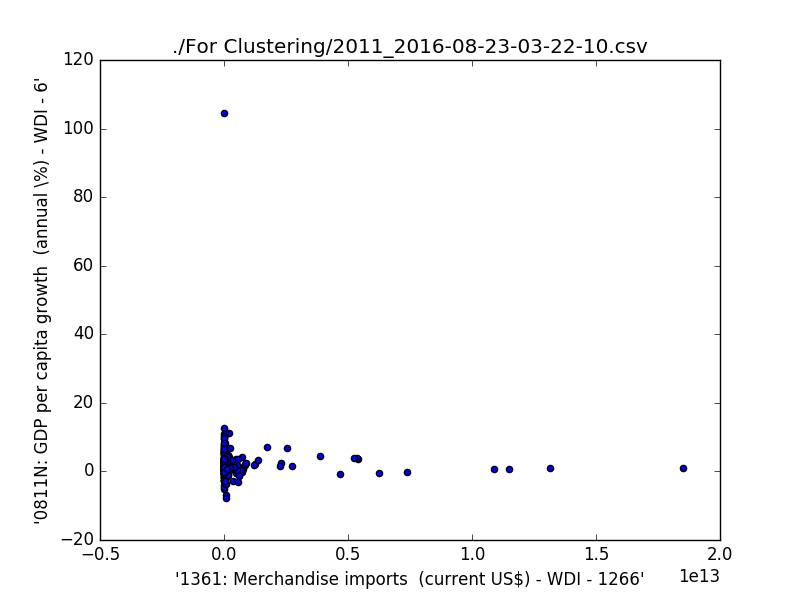 ./For Clustering/2011_2016-08-23-03-22-10.csv
120
100
80
60
40
20
0
−20
'0811N: GDP per capita growth  (annual \%) - WDI - 6'
−0.5 0.0 0.5 1.0 1.5 2.0
1e13
'1361: Merchandise imports  (current US$) - WDI - 1266'